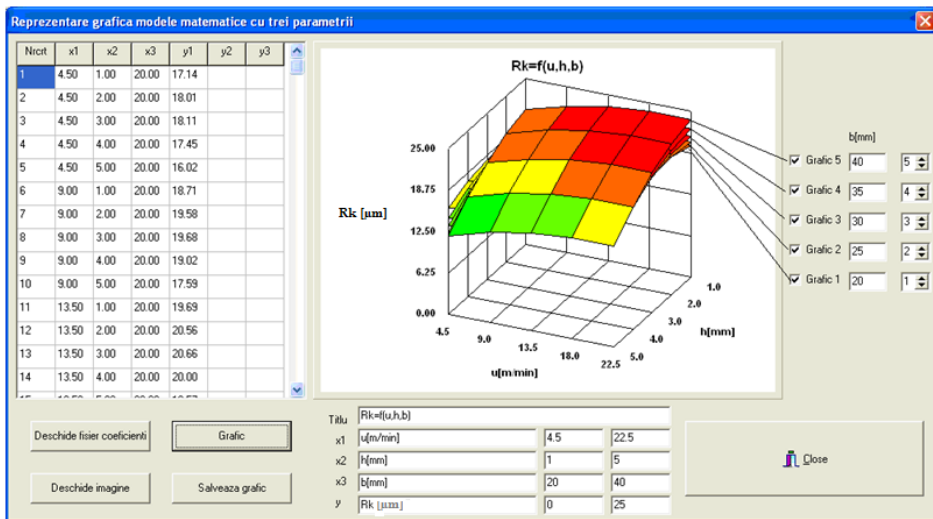 Reprezentare grafica modele matematice cu trei parametrii
Nrcrt x1 x2 x3 y1 y2 y3
1 4.50 1.00 20.00 17.14
2 4.50 2.00 20.00 18.01
3 4.50 3.00 20.00 18.11
4 4.50 4.00 20.00 17.45
5 4.50 5.00 20.00 16.02
6 9.00 1.00 20.00 18.71
7 9.00 2.00 20.00 19.58
8 9.00 3.00 20.00 19.68
9 9.00 4.00 20.00 19.02
10 9.00 5.00 20.00 17.59
11 13.50 1.00 20.00 19.69
12 13.50 2.00 20.00 20.56
13 13.50 3.00 20.00 20.66
14 13.50 4.00 20.00 20.00
Rk=f(u,h,b)
25.00
18.75
Rk [µm]
12.50
6.25
0.00
4.5
9.0
13.5
18.0
22.5
u[m/min]
5.0
4.0
3.0
2.0
1.0
h[mm]
b[mm]
Grafic 5 40 5
Grafic 4 35 4
Grafic 3 30 3
Grafic 2 25 2
Grafic 1 20 1
Deschide fisier coeficienti
Grafic
Deschide imagine
Salveaza grafic
Titlu Rk=f(u,h,b)
x1 u[m/min] 4.5 22.5
x2 h[mm] 1 5
x3 b[mm] 20 40
y Rk [µm] 0 25
Close